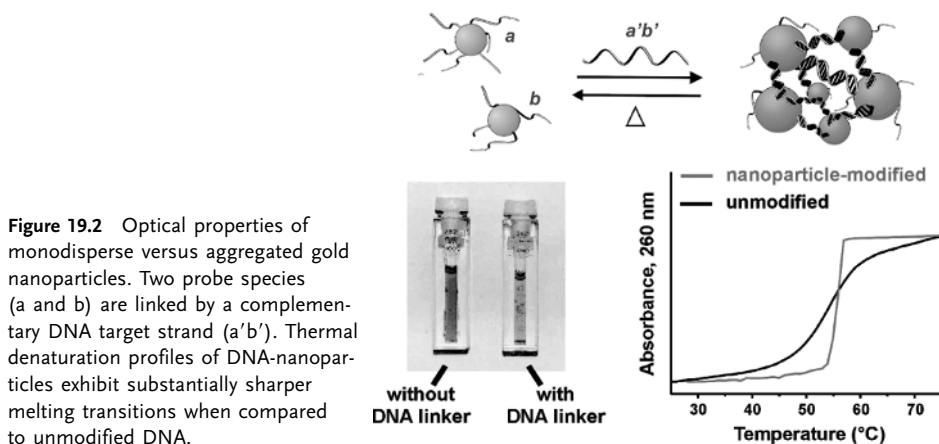 a
a'b'
b
Δ
nanoparticle-modified
unmodified
Absorbance, 260 nm
30 40 50 60 70
Temperature (°C)
without
DNA linker
with
DNA linker
Figure 19.2 Optical properties of
monodisperse versus aggregated gold
nanoparticles. Two probe species
(a and b) are linked by a complemen-
tary DNA target strand (a′b′). Thermal
denaturation profiles of DNA-nanopar-
ticles exhibit substantially sharper
melting transitions when compared
to unmodified DNA.